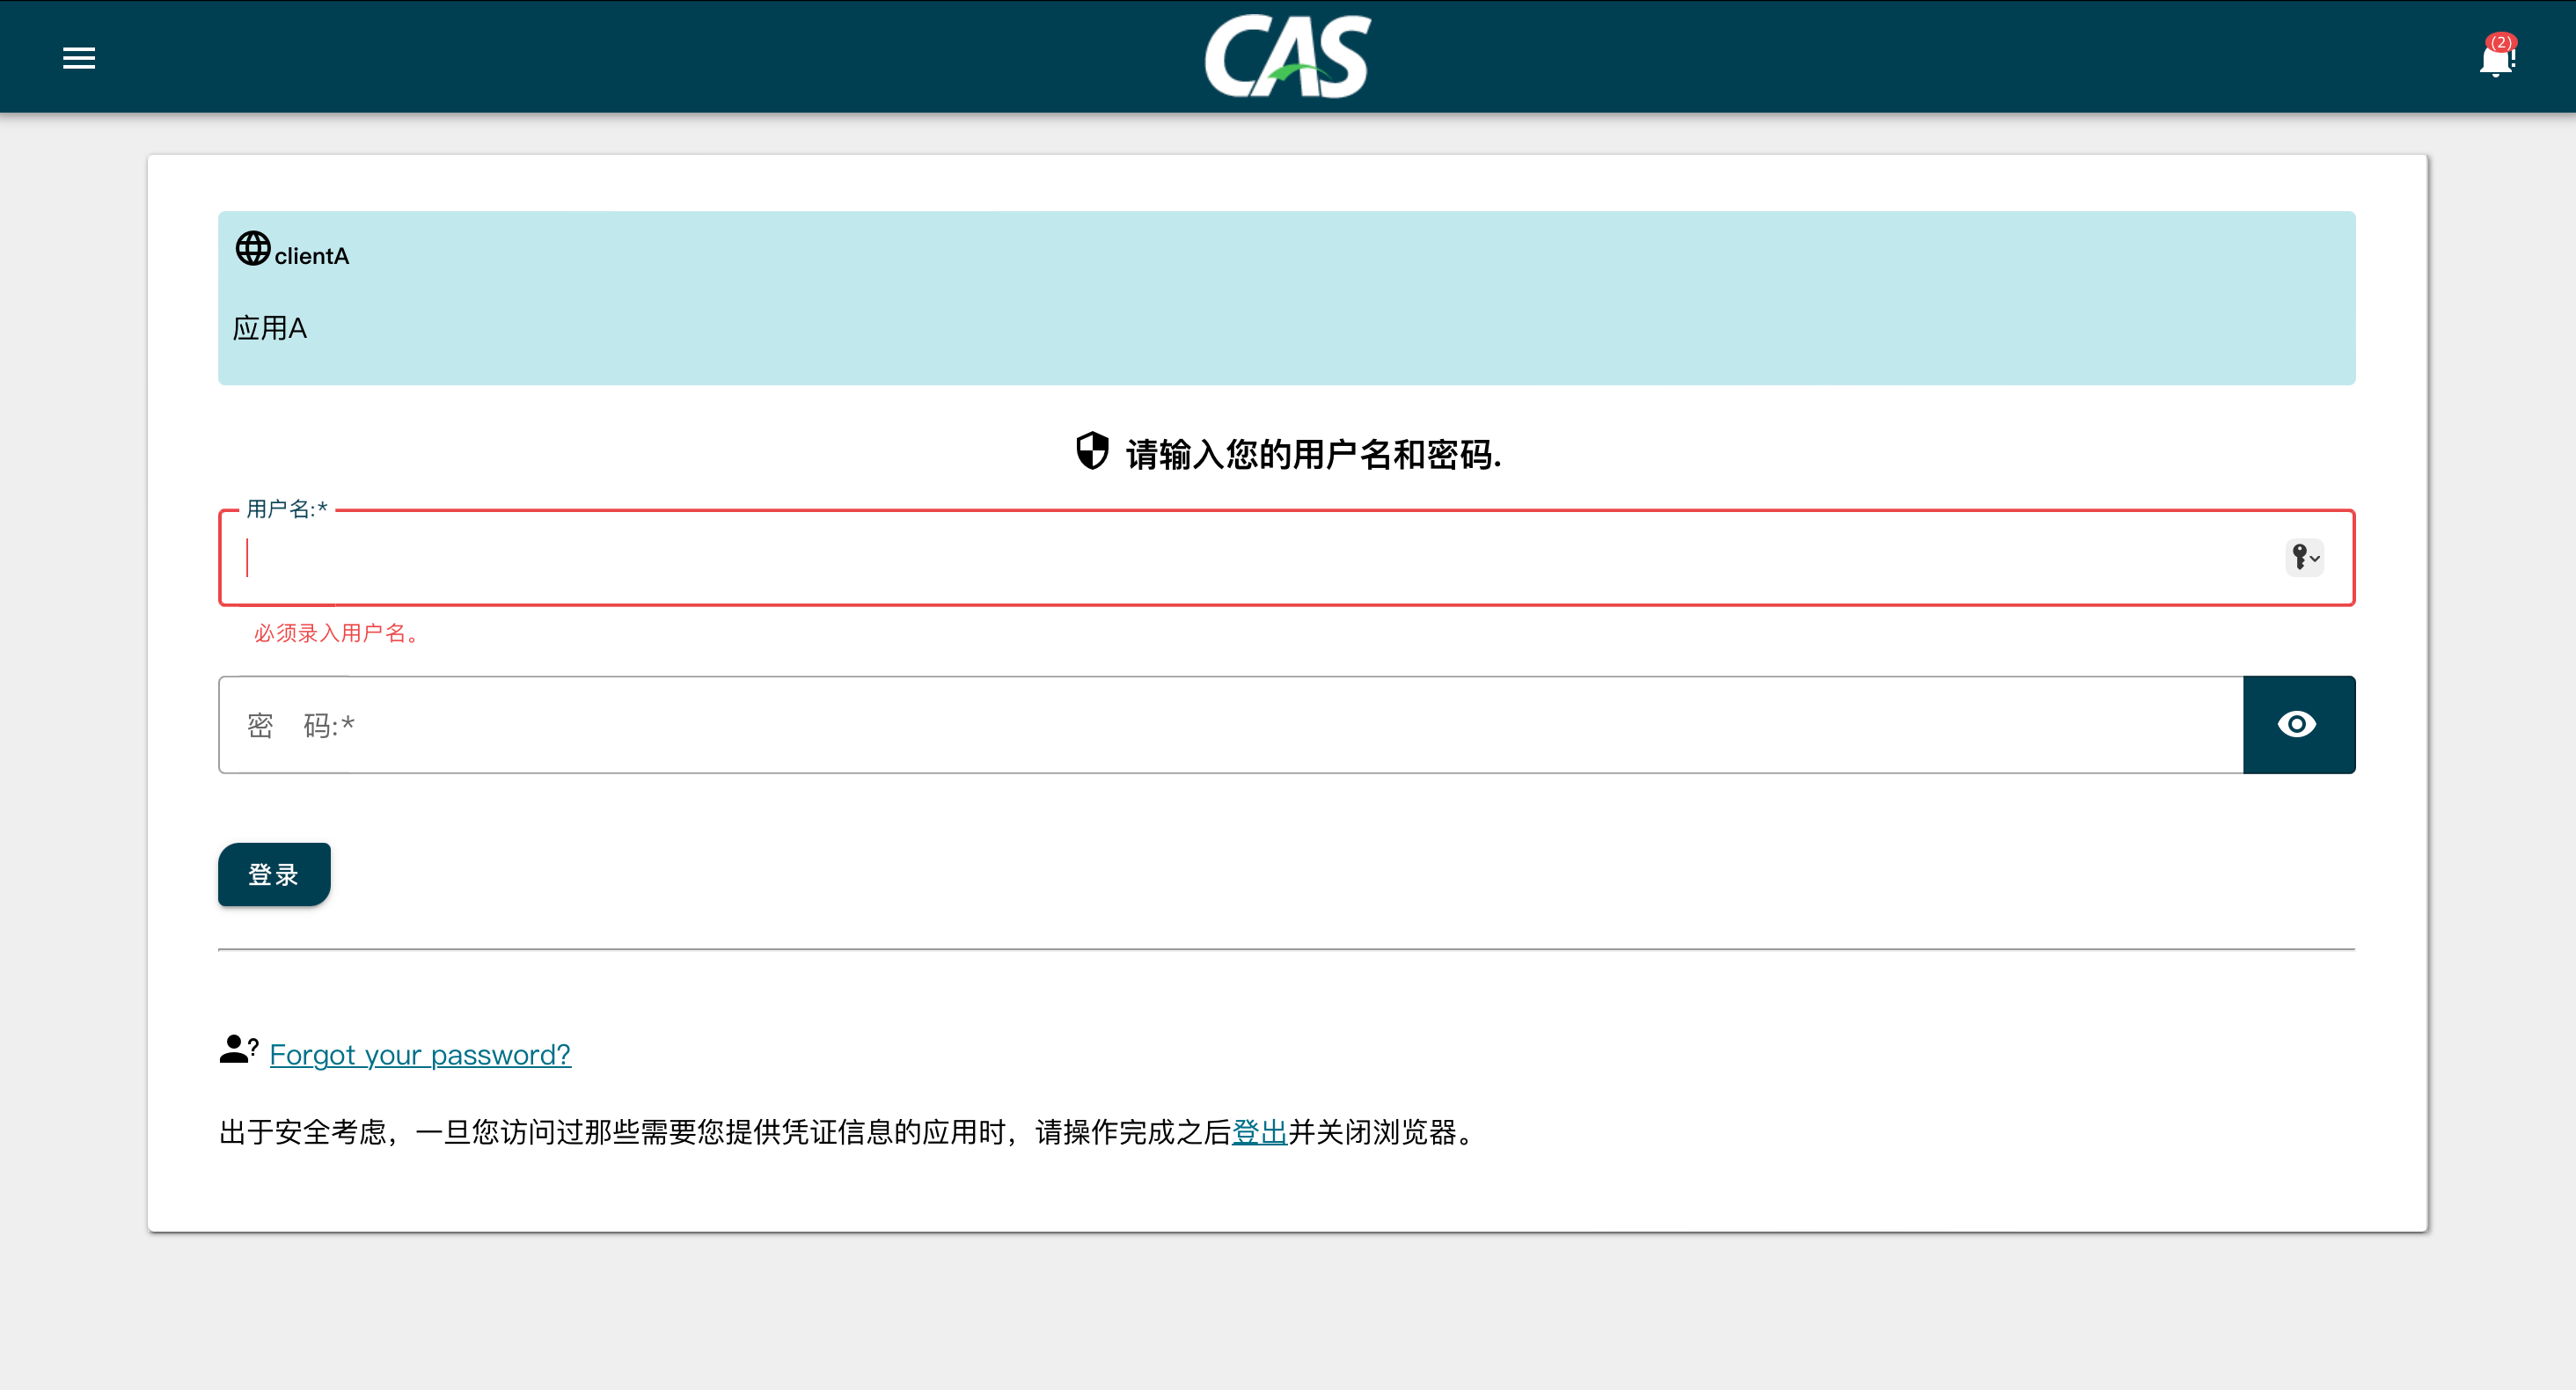 CAS
(2)
clientA
应用A
请输入您的用户名和密码.
用户名:*
必须录入用户名。
密　码:*
登录
Forgot your password?
出于安全考虑，一旦您访问过那些需要您提供凭证信息的应用时，请操作完成之后登出并关闭浏览器。